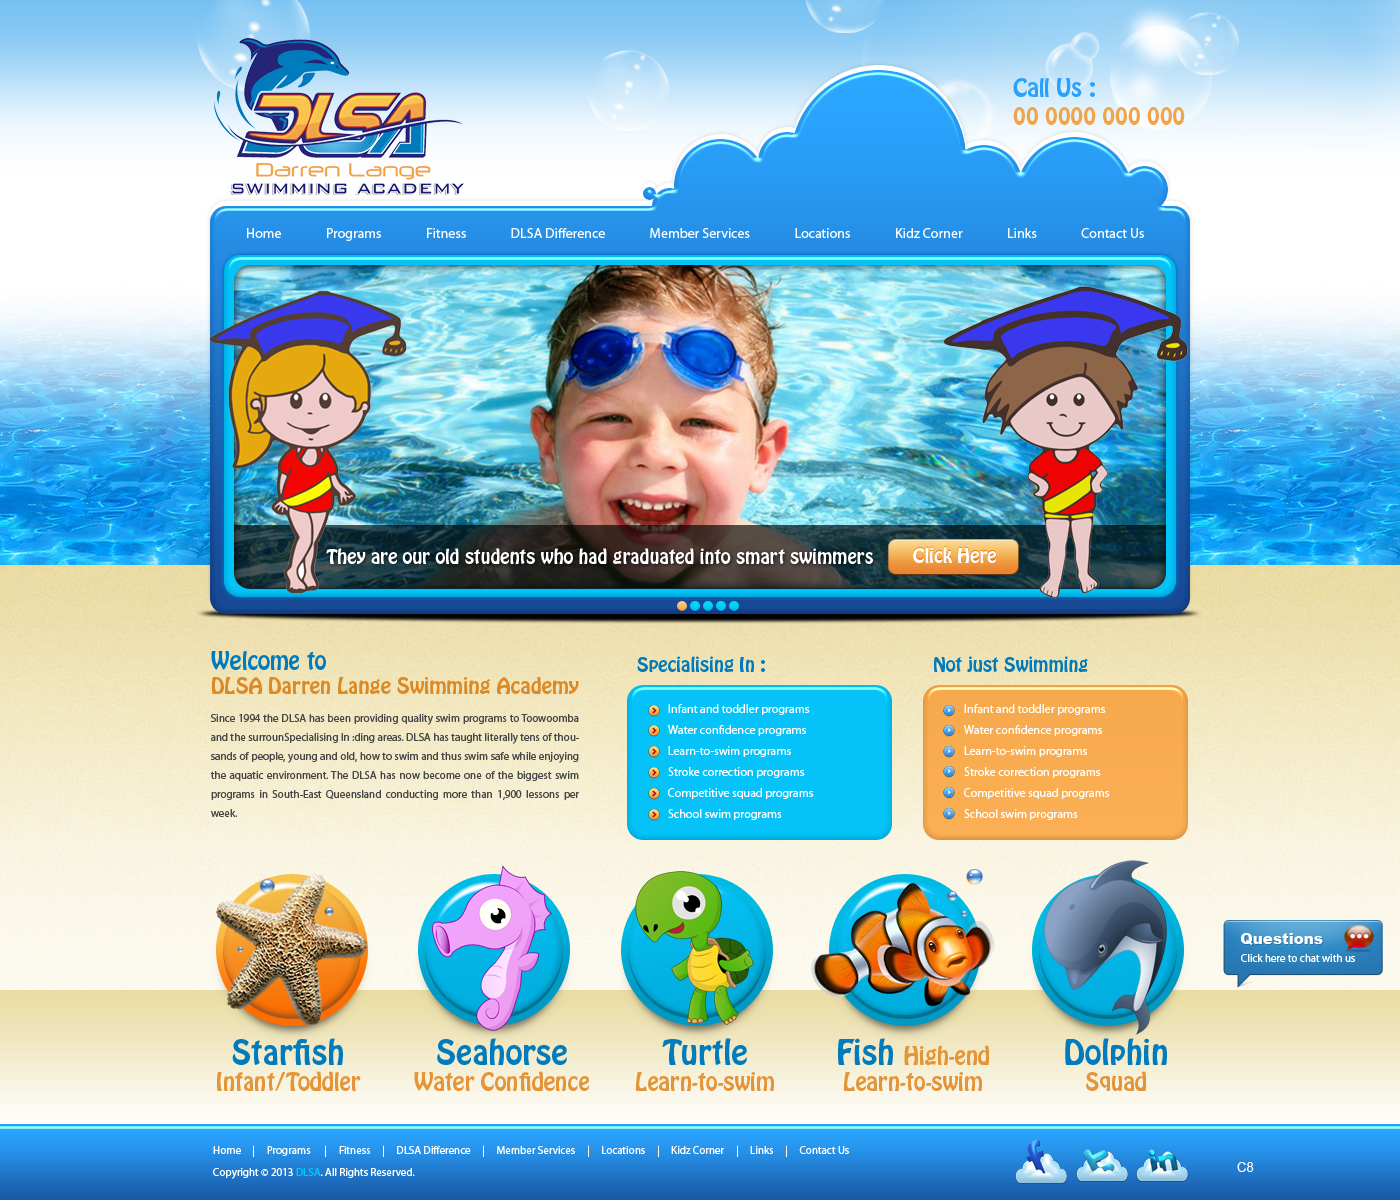 DLSA
Darren Lange
SWIMMING ACADEMY
Call Us :
00 0000 000 000
Home Programs Fitness DLSA Difference Member Services Locations Kidz Corner Links Contact Us
They are our old students who had graduated into smart swimmers Click Here
Welcome to
DLSA Darren Lange Swimming Academy
Since 1994 the DLSA has been providing quality swim programs to Toowoomba
and the surrounSpecialising In :ding areas. DLSA has taught literally tens of thou-
sands of people, young and old, how to swim and thus swim safe while enjoying
the aquatic environment. The DLSA has now become one of the biggest swim
programs in South-East Queensland conducting more than 1,900 lessons per
week.
Specialising In :
Infant and toddler programs
Water confidence programs
Learn-to-swim programs
Stroke correction programs
Competitive squad programs
School swim programs
Not just Swimming
Infant and toddler programs
Water confidence programs
Learn-to-swim programs
Stroke correction programs
Competitive squad programs
School swim programs
Questions
Click here to chat with us
Starfish
Infant/Toddler
Seahorse
Water Confidence
Turtle
Learn-to-swim
Fish High-end
Learn-to-swim
Dolphin
Squad
Home | Programs | Fitness | DLSA Difference | Member Services | Locations | Kidz Corner | Links | Contact Us
Copyright © 2013 DLSA. All Rights Reserved.
C8